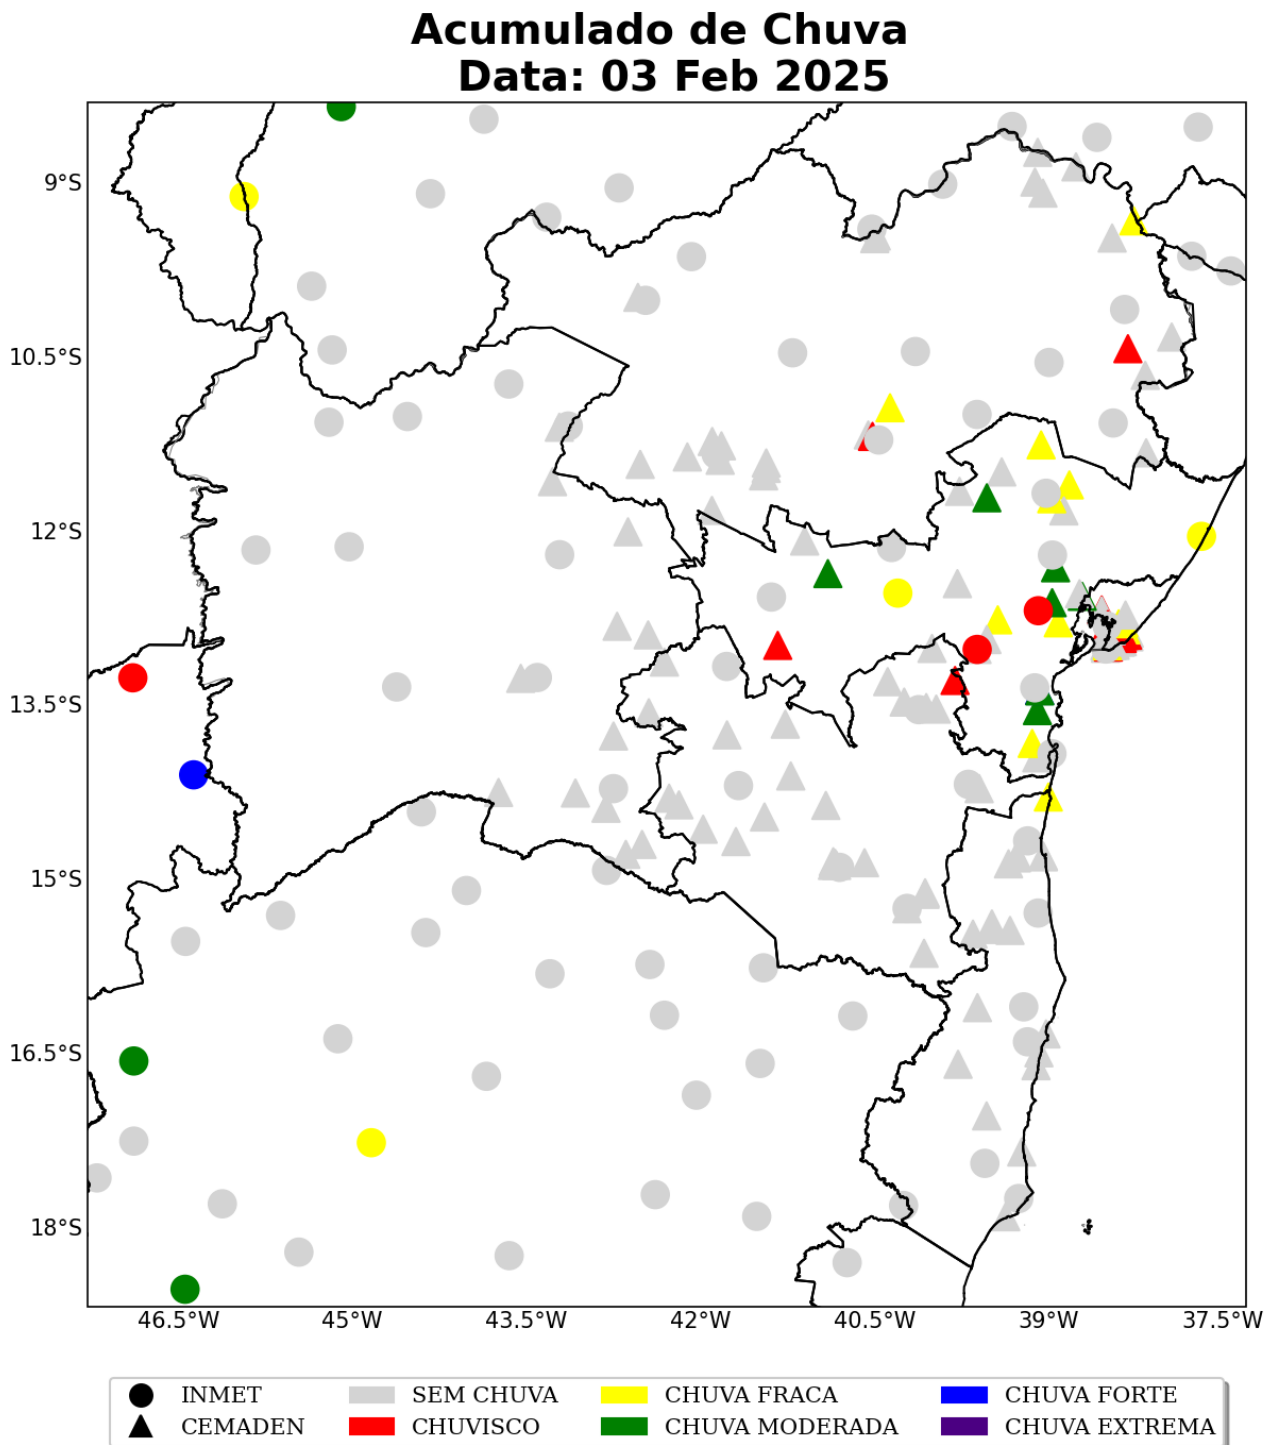 Acumulado de Chuva
Data: 03 Feb 2025
9°S
10.5°S
12°S
13.5°S
15°S
16.5°S
18°S
46.5°W 45°W 43.5°W 42°W 40.5°W 39°W 37.5°W
INMET SEM CHUVA CHUVA FRACA CHUVA FORTE
CEMADEN CHUVISCO CHUVA MODERADA CHUVA EXTREMA